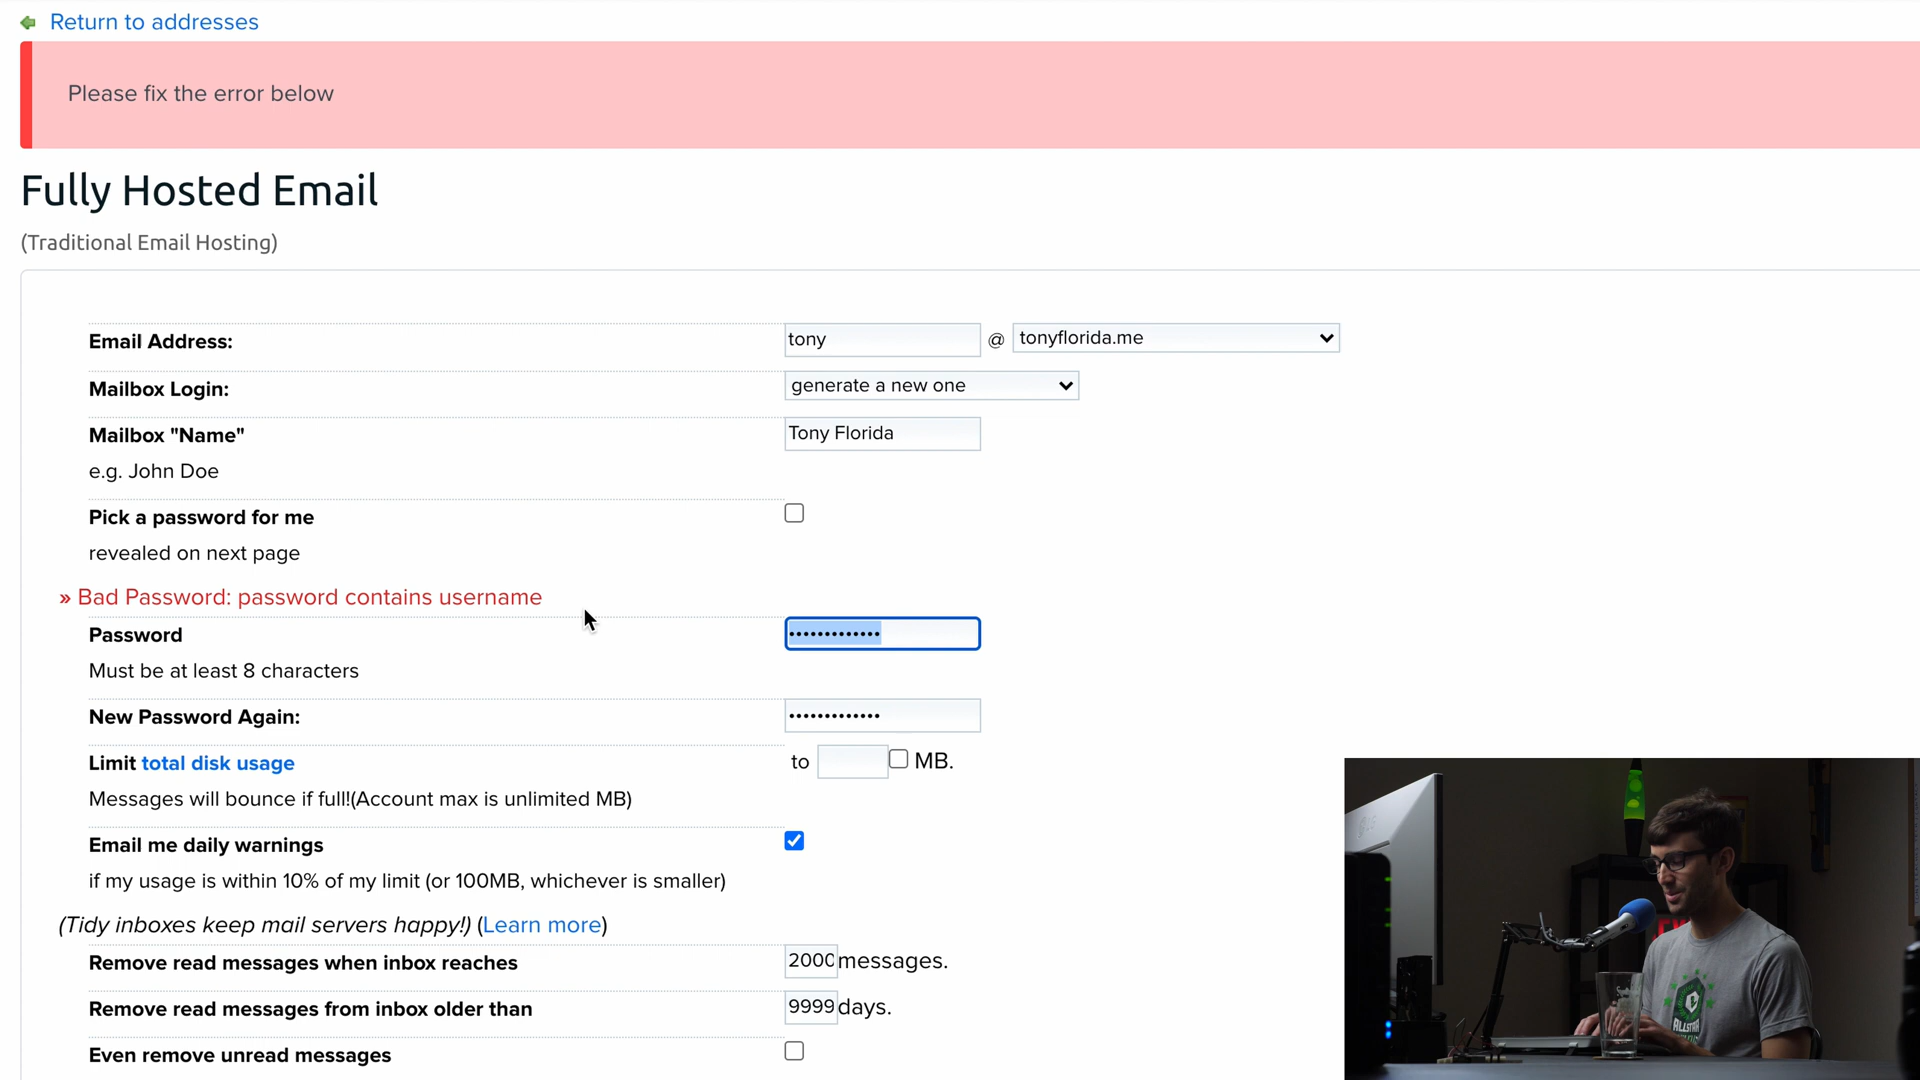 Return to addresses
Please fix the error below
Fully Hosted Email
(Traditional Email Hosting)
Email Address: tony @ tonyflorida.me
Mailbox Login: generate a new one
Mailbox "Name" Tony Florida
e.g. John Doe
Pick a password for me
revealed on next page
» Bad Password: password contains username
Password •••••••••••••
Must be at least 8 characters
New Password Again: •••••••••••••
Limit total disk usage to MB.
Messages will bounce if full!(Account max is unlimited MB)
Email me daily warnings
if my usage is within 10% of my limit (or 100MB, whichever is smaller)
(Tidy inboxes keep mail servers happy!) (Learn more)
Remove read messages when inbox reaches 2000 messages.
Remove read messages from inbox older than 9999 days.
Even remove unread messages